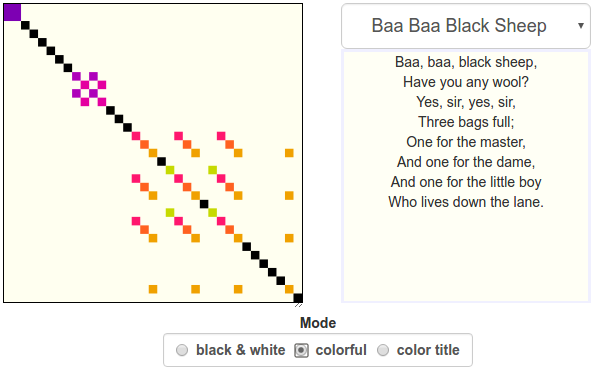 Baa Baa Black Sheep
Baa, baa, black sheep,
Have you any wool?
Yes, sir, yes, sir,
Three bags full;
One for the master,
And one for the dame,
And one for the little boy
Who lives down the lane.
Mode
black & white colorful color title